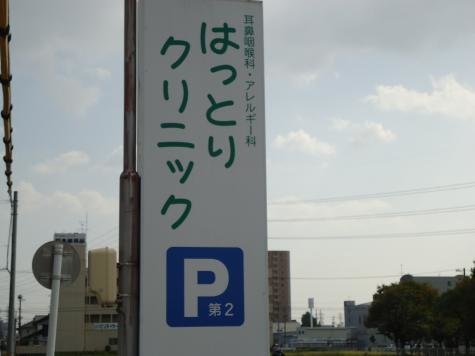 耳鼻咽喉科・アレルギー科
はっとり
クリニック
P
第2